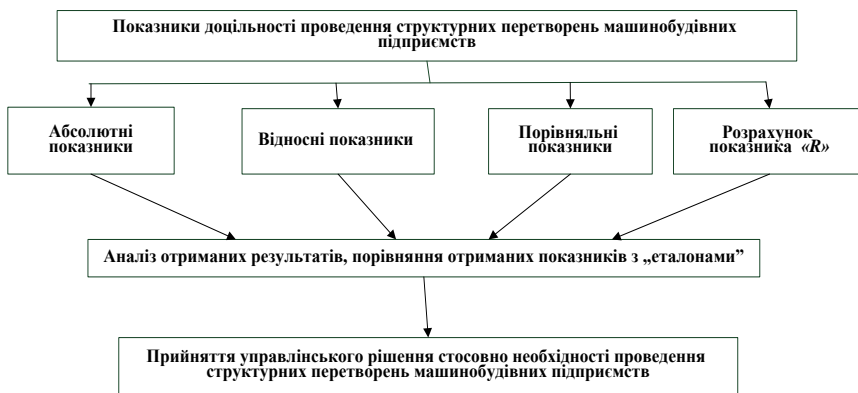 Показники доцільності проведення структурних перетворень машинобудівних
підприємств
Абсолютні
показники
Відносні показники
Порівняльні
показники
Розрахунок
показника «R»
Аналіз отриманих результатів, порівняння отриманих показників з „еталонами”
Прийняття управлінського рішення стосовно необхідності проведення
структурних перетворень машинобудівних підприємств